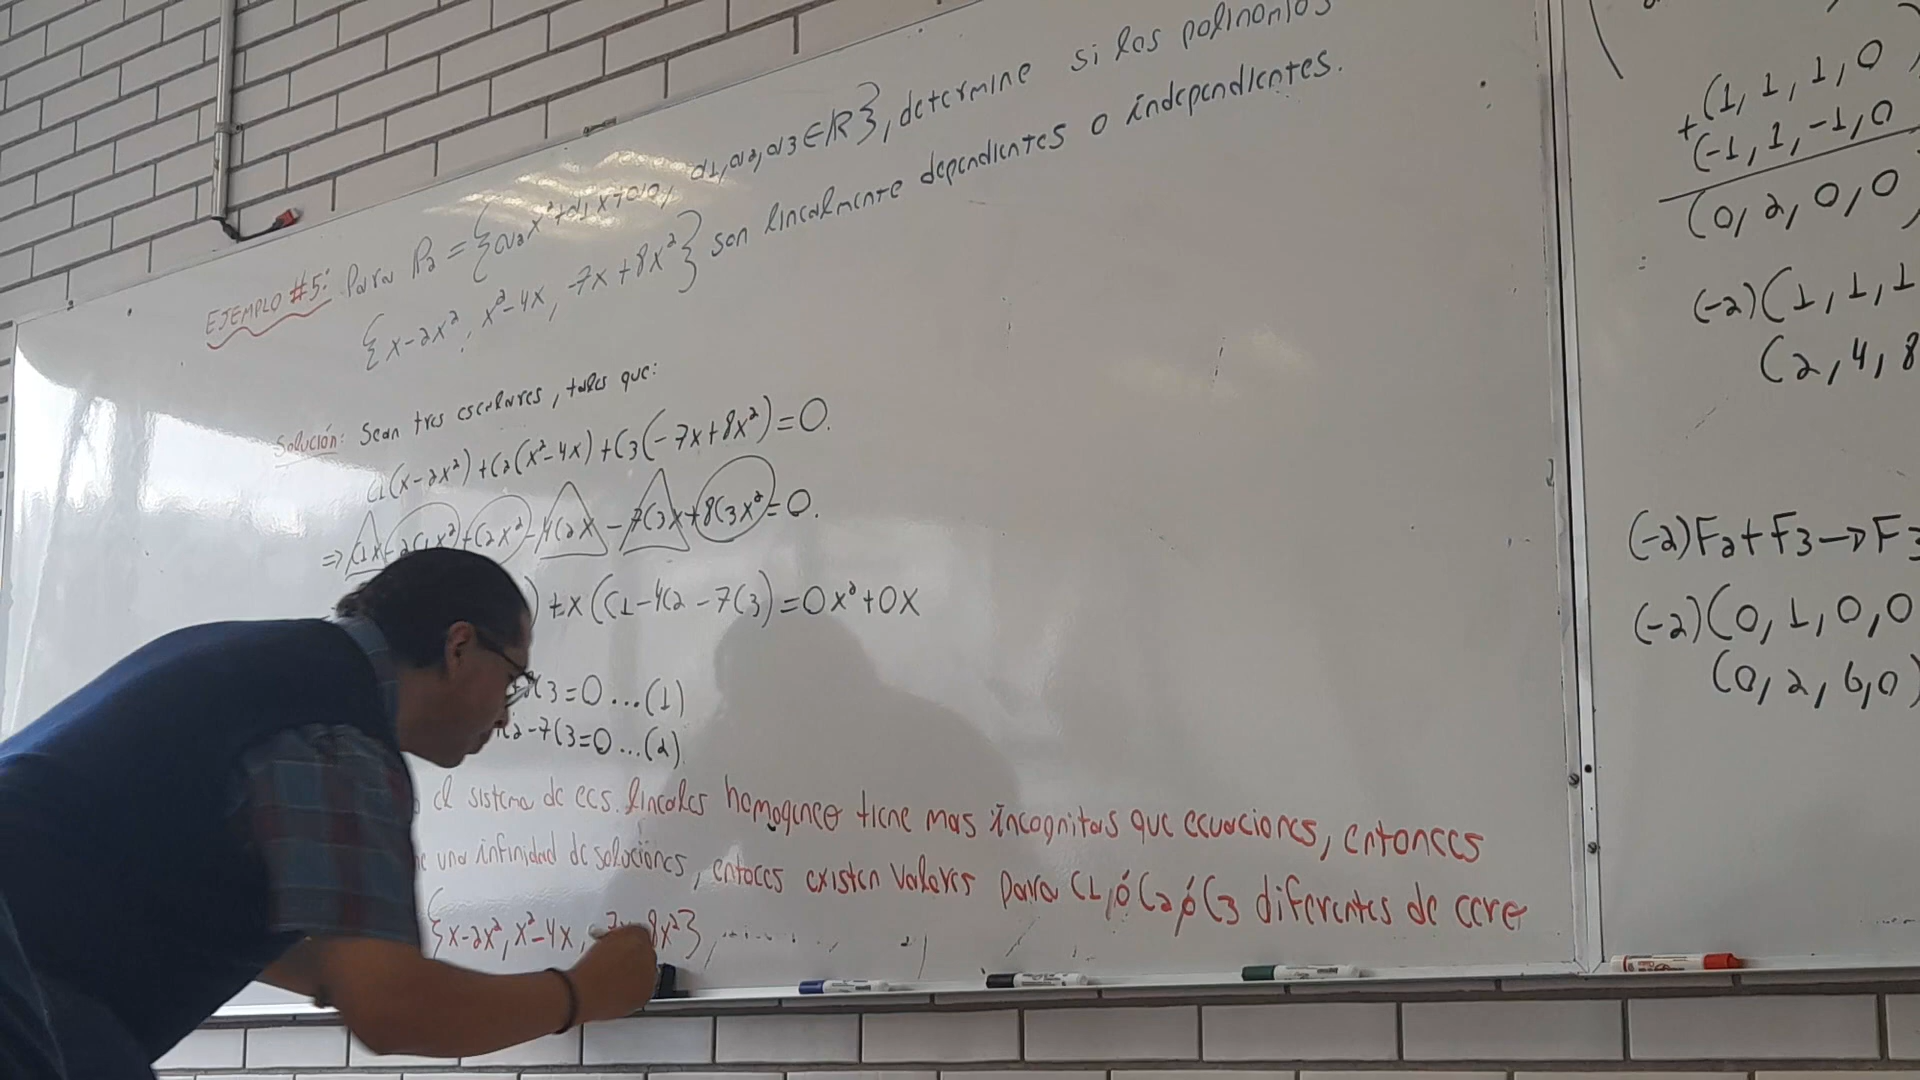 EJEMPLO #5: Para P₂ = {a₂x²+a₁x+a₀, a1,a2,a3∈ℝ}, determine si los polinomios
{x-2x², x²-4x, -7x+8x²} son linealmente dependientes o independientes.
Solución: Sean tres escalares, tales que:
C1(x-2x²)+C2(x²-4x)+C3(-7x+8x²)=0.
⇒ C1x-2C1x²+C2x²-4C2x-7C3x+8C3x²=0.
)+x(C1-4C2-7C3)=0x²+0x
C3=0...(1)
C2-7C3=0...(2)
el sistema de ecs. lineales homogeneo tiene mas incognitas que ecuaciones, entonces
una infinidad de soluciones, entoces existen valores para C1,ó C2 ó C3 diferentes de cero
{x-2x², x²-4x, 8x²}
(1, 1, 1, 0
+(-1, 1, -1, 0
(0, 2, 0, 0)
(-2)(1, 1, 1
(2, 4, 8
(-2)F2+F3→F3
(-2)(0, 1, 0, 0
(0, 2, 6, 0)